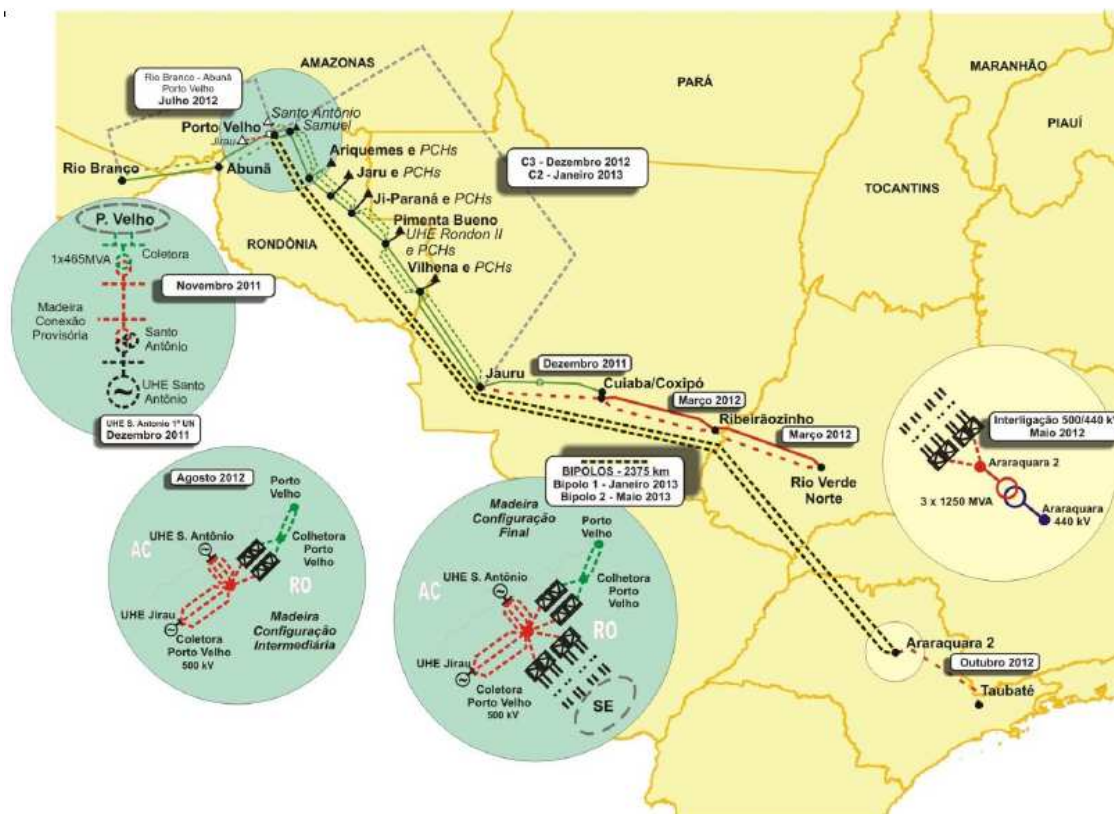 AMAZONAS
PARÁ
MARANHÃO
PIAUÍ
TOCANTINS
RONDÔNIA
Rio Branco - Abunã
Porto Velho
Julho 2012
Santo Antônio
Porto Velho
Samuel
Jirau
Rio Branco
Abunã
Ariquemes e PCHs
Jaru e PCHs
Ji-Paraná e PCHs
Pimenta Bueno
UHE Rondon II
e PCHs
Vilhena e PCHs
C3 - Dezembro 2012
C2 - Janeiro 2013
P. Velho
1x465MVA
Coletora
Novembro 2011
Madeira
Conexão
Provisória
Santo
Antônio
UHE Santo
Antônio
UHE S. Antonio 1ª UN
Dezembro 2011
Jauru
Dezembro 2011
Cuiaba/Coxipó
Março 2012
Ribeirãozinho
Março 2012
Rio Verde
Norte
BIPOLOS - 2375 km
Bipolo 1 - Janeiro 2013
Bipolo 2 - Maio 2013
Interligação 500/440 kV
Maio 2012
Araraquara 2
3 x 1250 MVA
Araraquara
440 kV
Agosto 2012
Porto
Velho
UHE S. Antônio
AC
Colhetora
Porto
Velho
RO
UHE Jirau
Coletora
Porto Velho
500 kV
Madeira
Configuração
Intermediária
Madeira
Configuração
Final
Porto
Velho
UHE S. Antônio
AC
Colhetora
Porto
Velho
RO
UHE Jirau
Coletora
Porto Velho
500 kV
SE
Araraquara 2
Outubro 2012
Taubaté